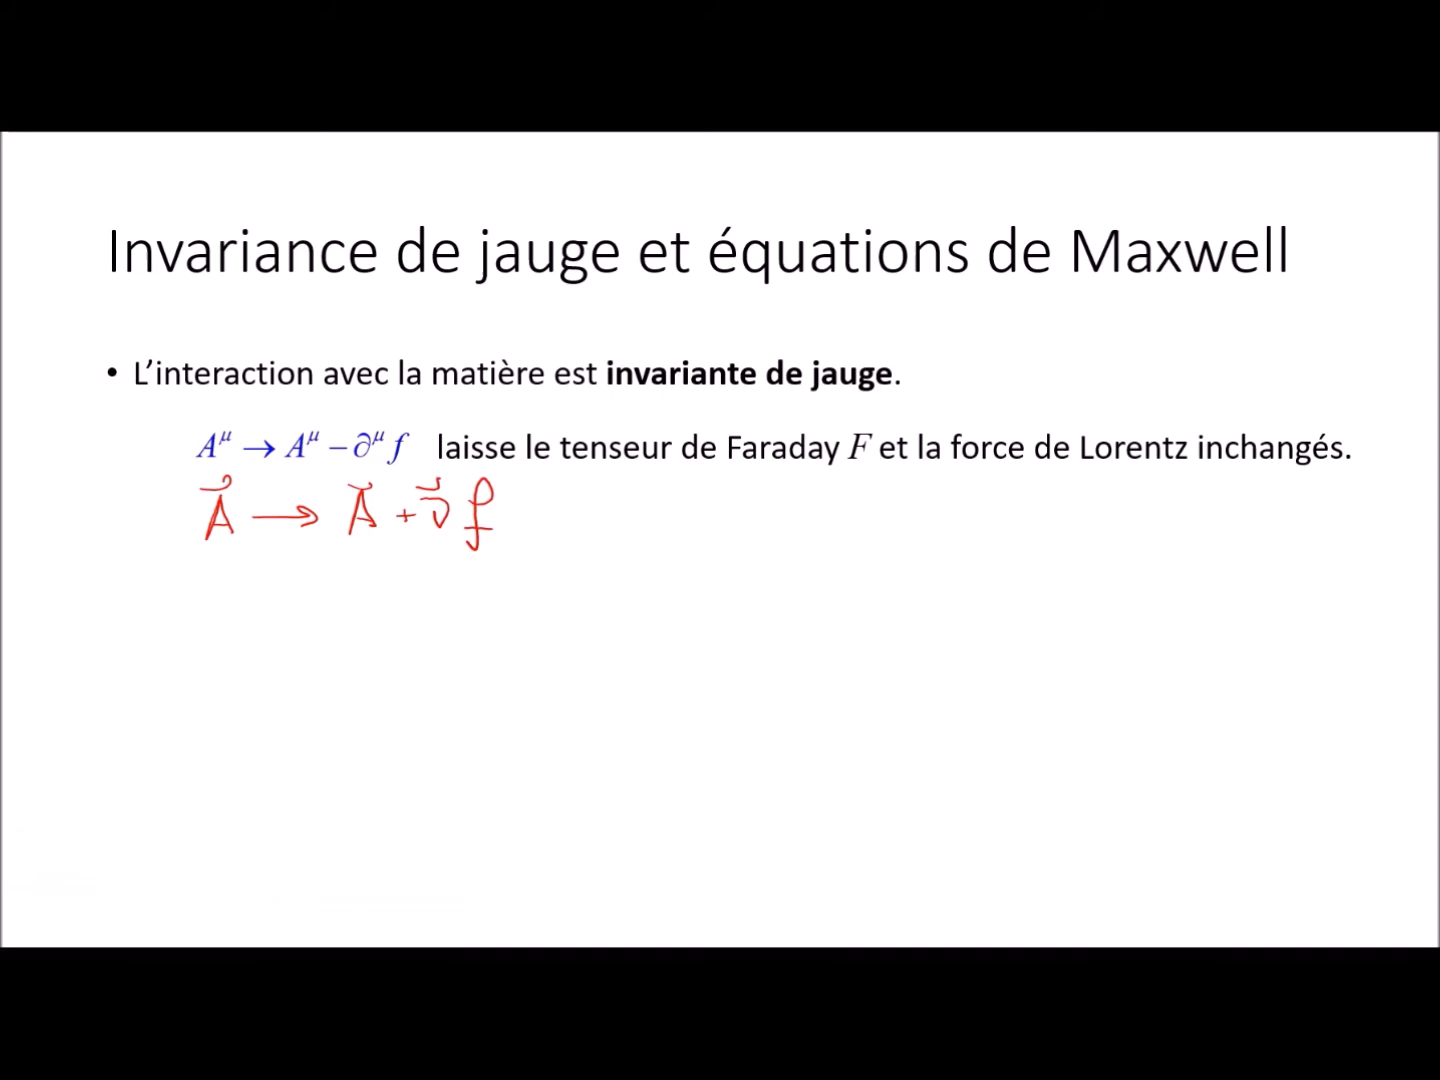 Invariance de jauge et équations de Maxwell
• L’interaction avec la matière est invariante de jauge.
A^μ → A^μ − ∂^μ f laisse le tenseur de Faraday F et la force de Lorentz inchangés.
A⃗ → A⃗ + ∇⃗ f